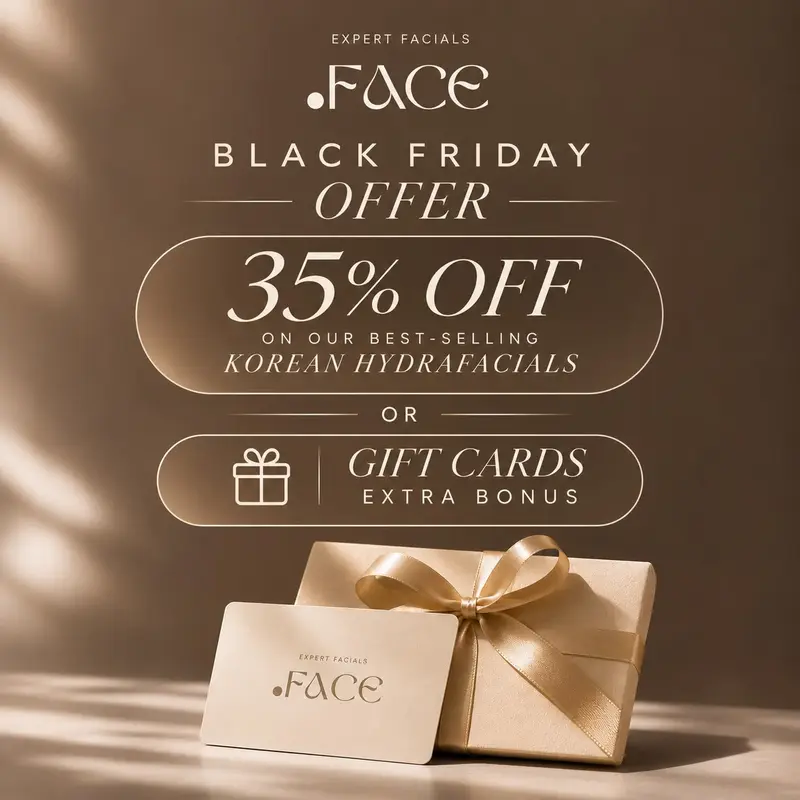 EXPERT FACIALS
.FACE
BLACK FRIDAY
OFFER
35% OFF
ON OUR BEST-SELLING
KOREAN HYDRAFACIALS
OR
GIFT CARDS
EXTRA BONUS
EXPERT FACIALS
.FACE